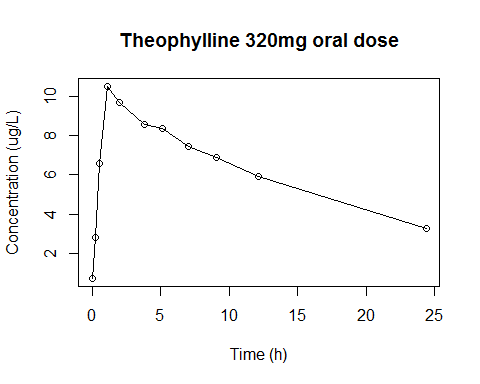 Theophylline 320mg oral dose
Concentration (ug/L)
10
8
6
4
2
0 5 10 15 20 25
Time (h)